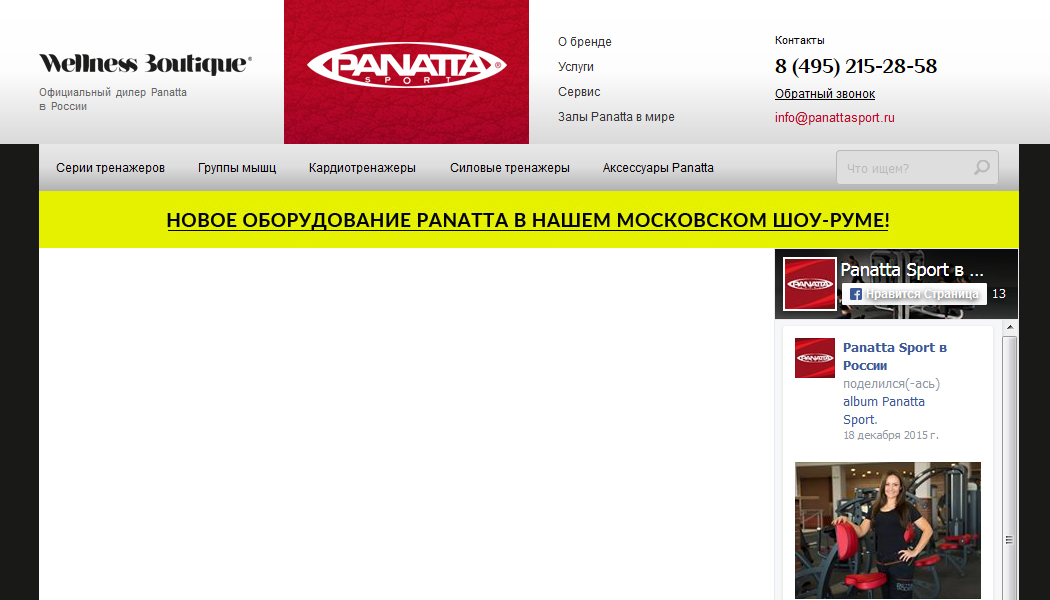 Wellness Boutique®
Официальный дилер Panatta
в России
PANATTA®
SPORT
О бренде
Услуги
Сервис
Залы Panatta в мире
Контакты
8 (495) 215-28-58
Обратный звонок
info@panattasport.ru
Серии тренажеров
Группы мышц
Кардиотренажеры
Силовые тренажеры
Аксессуары Panatta
Что ищем?
НОВОЕ ОБОРУДОВАНИЕ PANATTA В НАШЕМ МОСКОВСКОМ ШОУ-РУМЕ!
PANATTA
Panatta Sport в ...
Нравится Страница
13
PANATTA
Panatta Sport в
России
поделился(-ась)
album Panatta
Sport.
18 декабря 2015 г.